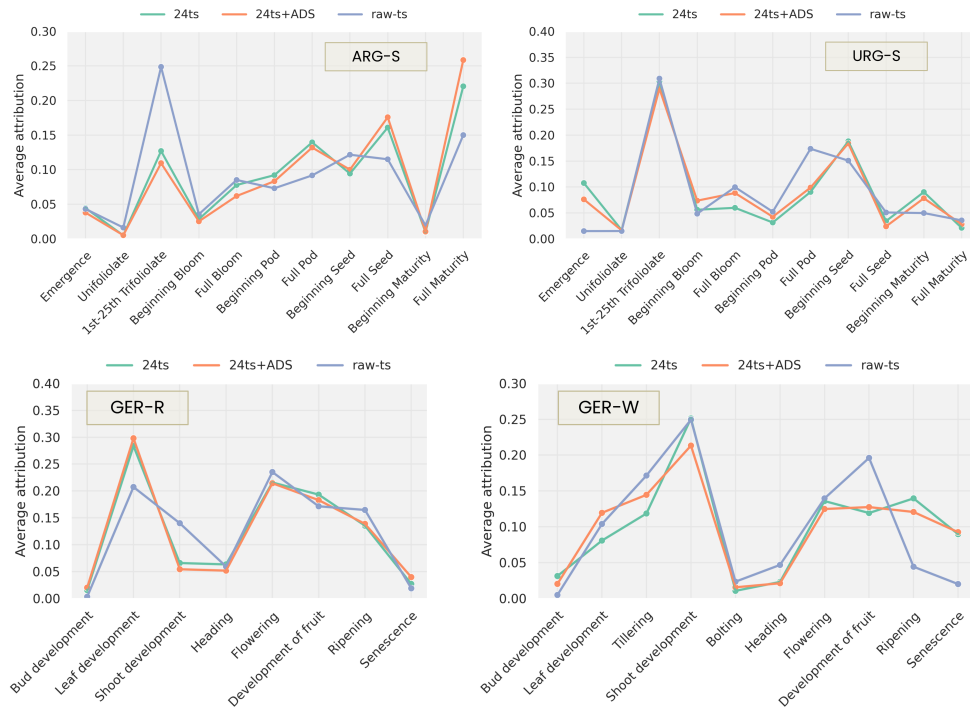 24ts 24ts+ADS raw-ts
ARG-S
Average attribution
0.30
0.25
0.20
0.15
0.10
0.05
0.00
Emergence
Unifoliolate
1st-25th Trifoliolate
Beginning Bloom
Full Bloom
Beginning Pod
Full Pod
Beginning Seed
Full Seed
Beginning Maturity
Full Maturity
24ts 24ts+ADS raw-ts
URG-S
Average attribution
0.40
0.35
0.30
0.25
0.20
0.15
0.10
0.05
0.00
Emergence
Unifoliolate
1st-25th Trifoliolate
Beginning Bloom
Full Bloom
Beginning Pod
Full Pod
Beginning Seed
Full Seed
Beginning Maturity
Full Maturity
24ts 24ts+ADS raw-ts
GER-R
Average attribution
0.40
0.35
0.30
0.25
0.20
0.15
0.10
0.05
0.00
Bud development
Leaf development
Shoot development
Heading
Flowering
Development of fruit
Ripening
Senescence
24ts 24ts+ADS raw-ts
GER-W
Average attribution
0.30
0.25
0.20
0.15
0.10
0.05
0.00
Bud development
Leaf development
Tillering
Shoot development
Bolting
Heading
Flowering
Development of fruit
Ripening
Senescence